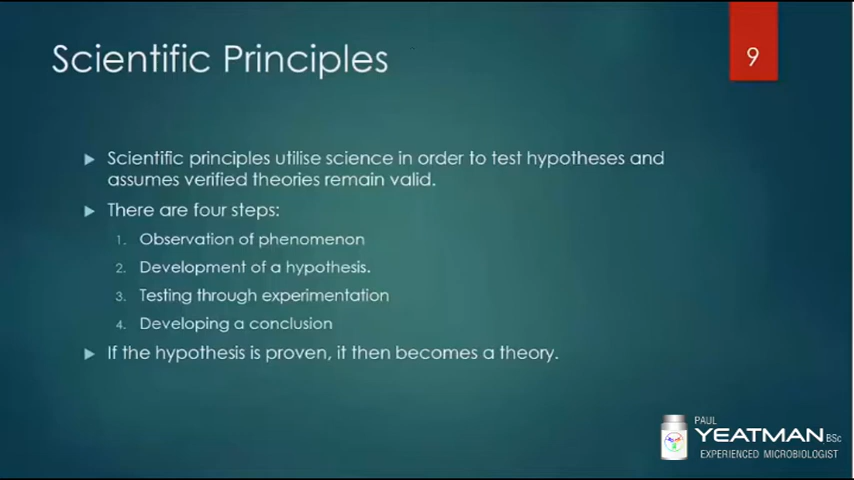 Scientific Principles
9
Scientific principles utilise science in order to test hypotheses and
assumes verified theories remain valid.
There are four steps:
1. Observation of phenomenon
2. Development of a hypothesis.
3. Testing through experimentation
4. Developing a conclusion
If the hypothesis is proven, it then becomes a theory.
PAUL
YEATMAN BSc
EXPERIENCED MICROBIOLOGIST